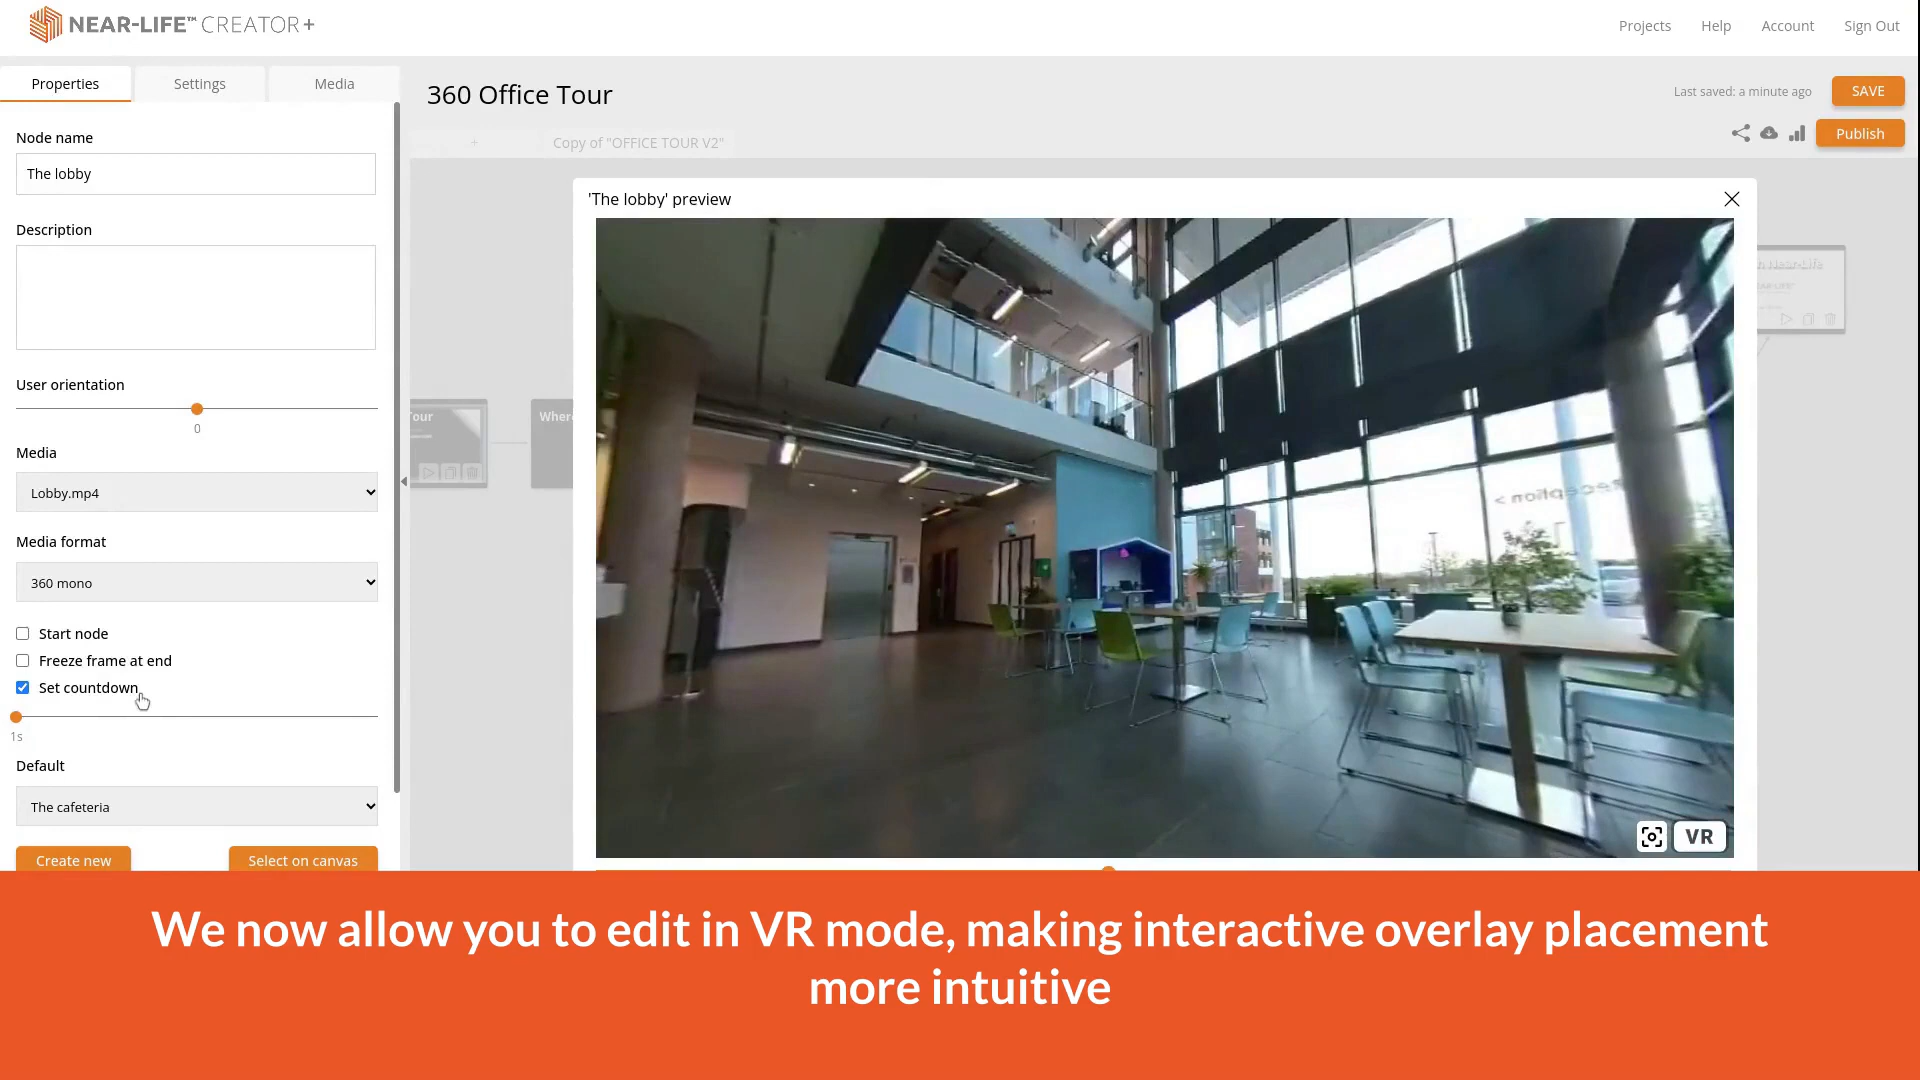 NEAR-LIFE™ CREATOR+
Projects
Help
Account
Sign Out
Properties
Settings
Media
360 Office Tour
Last saved: a minute ago
SAVE
+
Copy of "OFFICE TOUR V2"
Publish
Node name
The lobby
Description
User orientation
0
Media
Lobby.mp4
Media format
360 mono
Start node
Freeze frame at end
Set countdown
1s
Default
The cafeteria
Create new
Select on canvas
'The lobby' preview
Reception >
VR
Near-Life
We now allow you to edit in VR mode, making interactive overlay placement
more intuitive